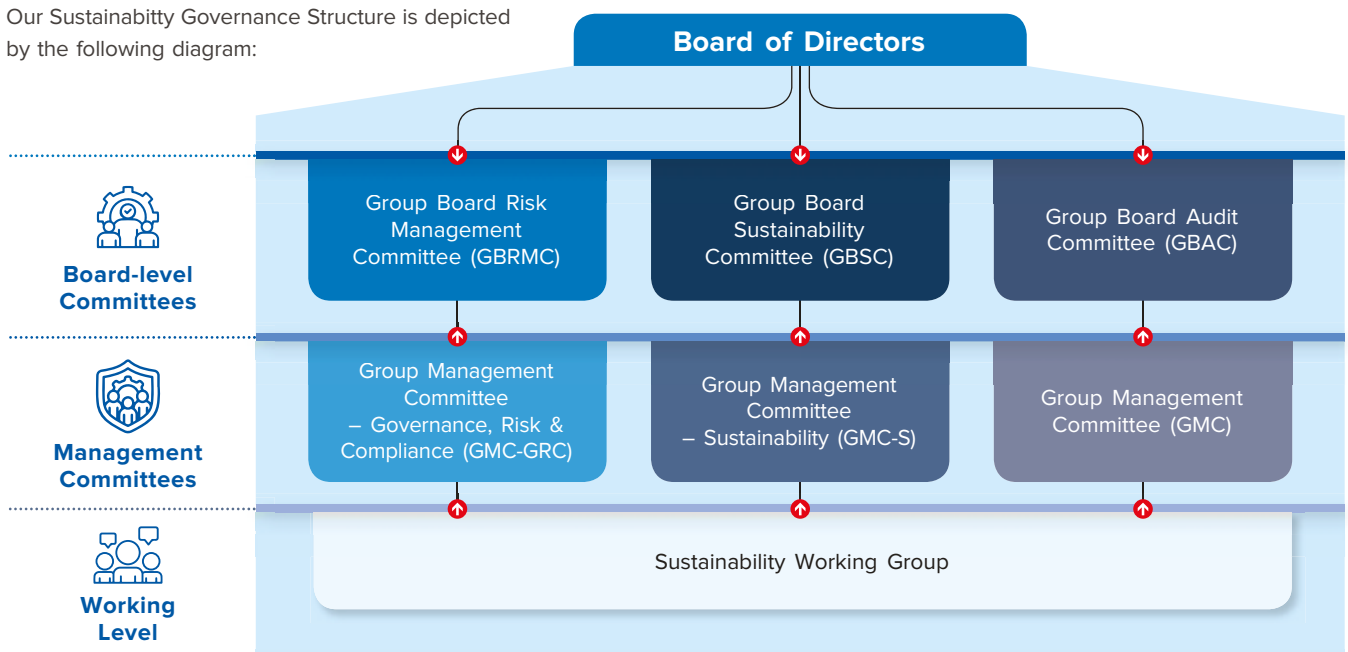 Our Sustainabitty Governance Structure is depicted
by the following diagram:
Board of Directors
Board-level
Committees
Group Board Risk
Management
Committee (GBRMC)
Group Board
Sustainability
Committee (GBSC)
Group Board Audit
Committee (GBAC)
Management
Committees
Group Management
Committee
– Governance, Risk &
Compliance (GMC-GRC)
Group Management
Committee
– Sustainability (GMC-S)
Group Management
Committee (GMC)
Working
Level
Sustainability Working Group